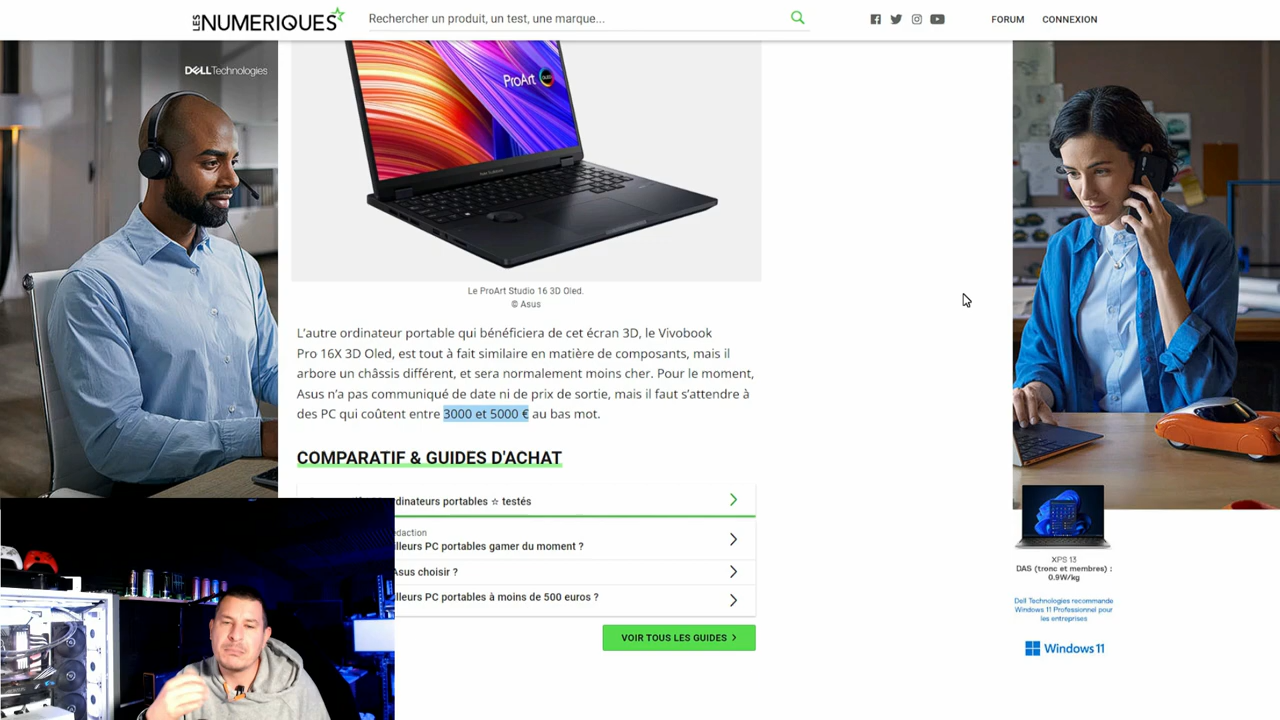 LES NUMERIQUES
Rechercher un produit, un test, une marque...
FORUM
CONNEXION
DELLTechnologies
ProArt
Le ProArt Studio 16 3D Oled.
© Asus
L'autre ordinateur portable qui bénéficiera de cet écran 3D, le Vivobook
Pro 16X 3D Oled, est tout à fait similaire en matière de composants, mais il
arbore un châssis différent, et sera normalement moins cher. Pour le moment,
Asus n'a pas communiqué de date ni de prix de sortie, mais il faut s'attendre à
des PC qui coûtent entre 3000 et 5000 € au bas mot.
COMPARATIF & GUIDES D'ACHAT
rdinateurs portables ☆ testés
édaction
illeurs PC portables gamer du moment ?
Asus choisir ?
illeurs PC portables à moins de 500 euros ?
VOIR TOUS LES GUIDES
XPS 13
DAS (tronc et membres) :
0.9W/kg
Dell Technologies recommande
Windows 11 Professionnel pour
les entreprises
Windows 11